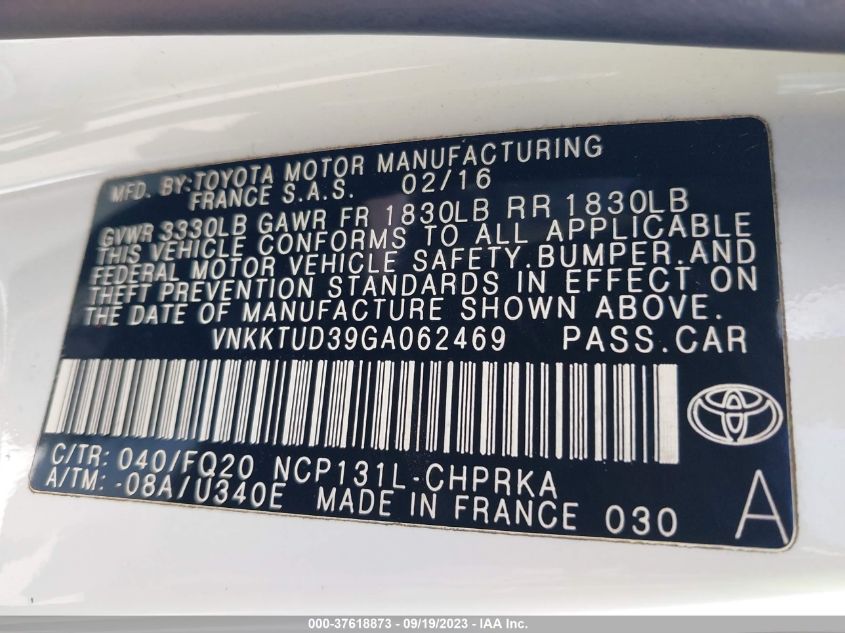 MFD. BY:TOYOTA MOTOR MANUFACTURING
FRANCE S.A.S. 02/16
GVWR 3330LB GAWR FR 1830LB RR 1830LB
THIS VEHICLE CONFORMS TO ALL APPLICABLE
FEDERAL MOTOR VEHICLE SAFETY,BUMPER,AND
THEFT PREVENTION STANDARDS IN EFFECT ON
THE DATE OF MANUFACTURE SHOWN ABOVE.
VNKKTUD39GA062469 PASS.CAR
C/TR: 040/FQ20 NCP131L-CHPRKA
A/TM: -08A/U340E MADE IN FRANCE 030 A
000-37618873 - 09/19/2023 - IAA Inc.